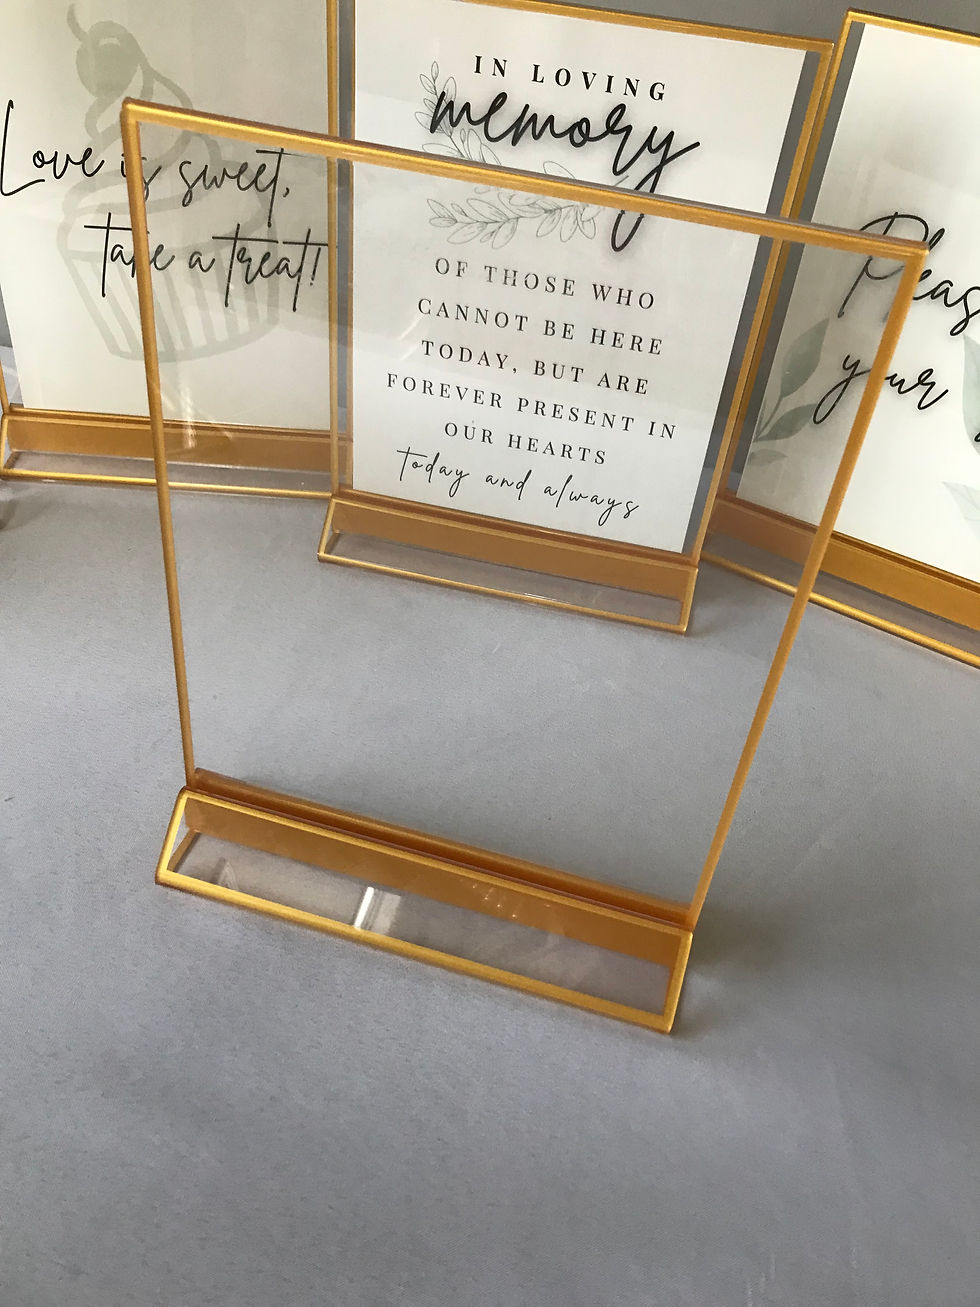 Love is sweet,
take a treat!
IN LOVING
memory
OF THOSE WHO
CANNOT BE HERE
TODAY, BUT ARE
FOREVER PRESENT IN
OUR HEARTS
today and always
your